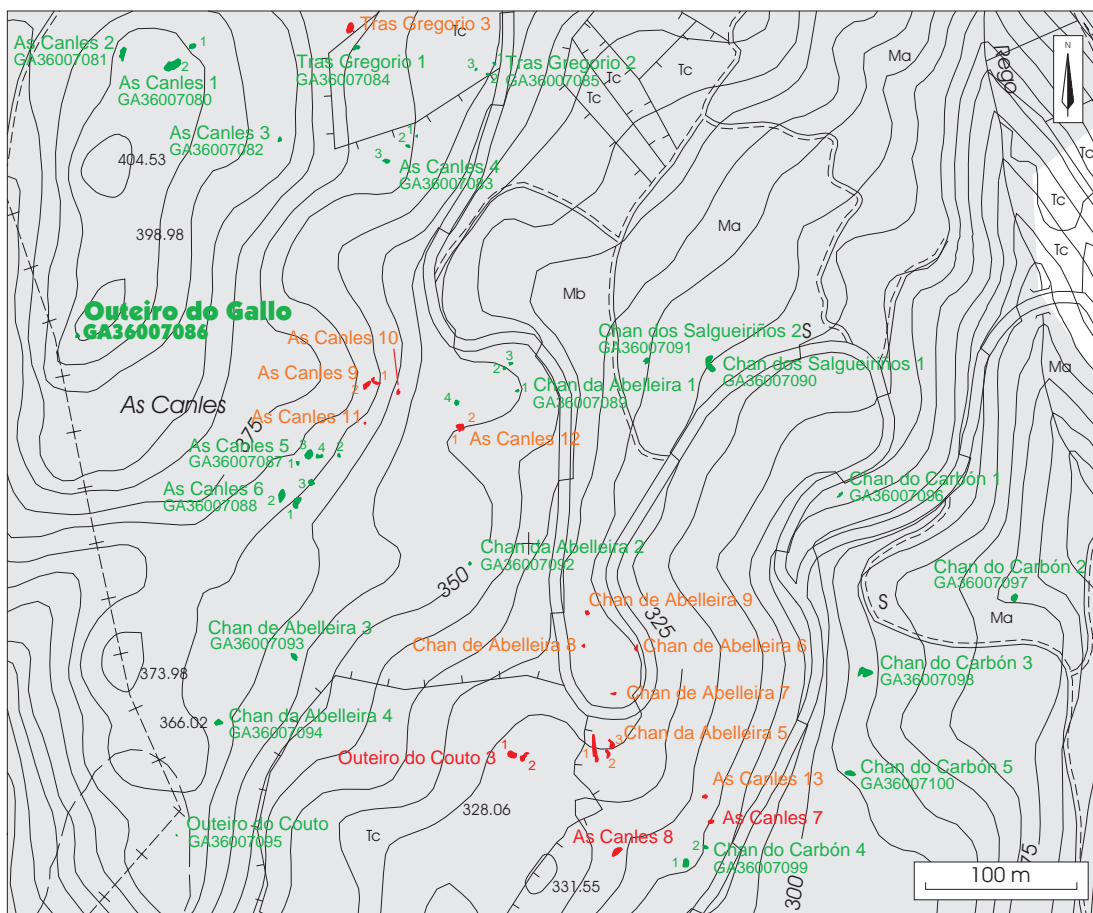 Tras Gregorio 3
Tc
N
As Canles 2
GA36007081
1
2
As Canles 1
GA36007080
Tras Gregorio 1
GA36007084
1
3
2
Tras Gregorio 2
GA36007085
Tc
Tc
Tc
Ma
rego
Tc
Tc
Tc
As Canles 3
GA36007082
1
2
3
As Canles 4
GA36007083
404.53
398.98
Ma
Mb
Outeiro do Gallo
GA36007086
As Canles 10
As Canles 9
1
2
As Canles
As Canles 11
375
3
2
1
Chan da Abelleira 1
GA36007089
4
2
1
As Canles 12
Chan dos Salgueiriños 2
GA36007091
S
Chan dos Salgueiriños 1
GA36007090
Ma
As Canles 5
GA36007087
3
4
2
1
As Canles 6
GA36007088
3
2
1
Chan do Carbón 1
GA36007096
Chan da Abelleira 2
GA36007092
350
Chan do Carbón 2
GA36007097
S
Ma
Chan de Abelleira 9
325
Chan de Abelleira 8
Chan de Abelleira 6
Chan de Abelleira 3
GA36007093
373.98
Chan do Carbón 3
GA36007098
Chan de Abelleira 7
366.02
Chan da Abelleira 4
GA36007094
Chan da Abelleira 5
1
3
2
Outeiro do Couto 3
1
2
As Canles 13
Chan do Carbón 5
GA36007100
328.06
As Canles 7
Outeiro do Couto
GA36007095
Tc
As Canles 8
2
1
Chan do Carbón 4
GA36007099
331.55
300
275
100 m